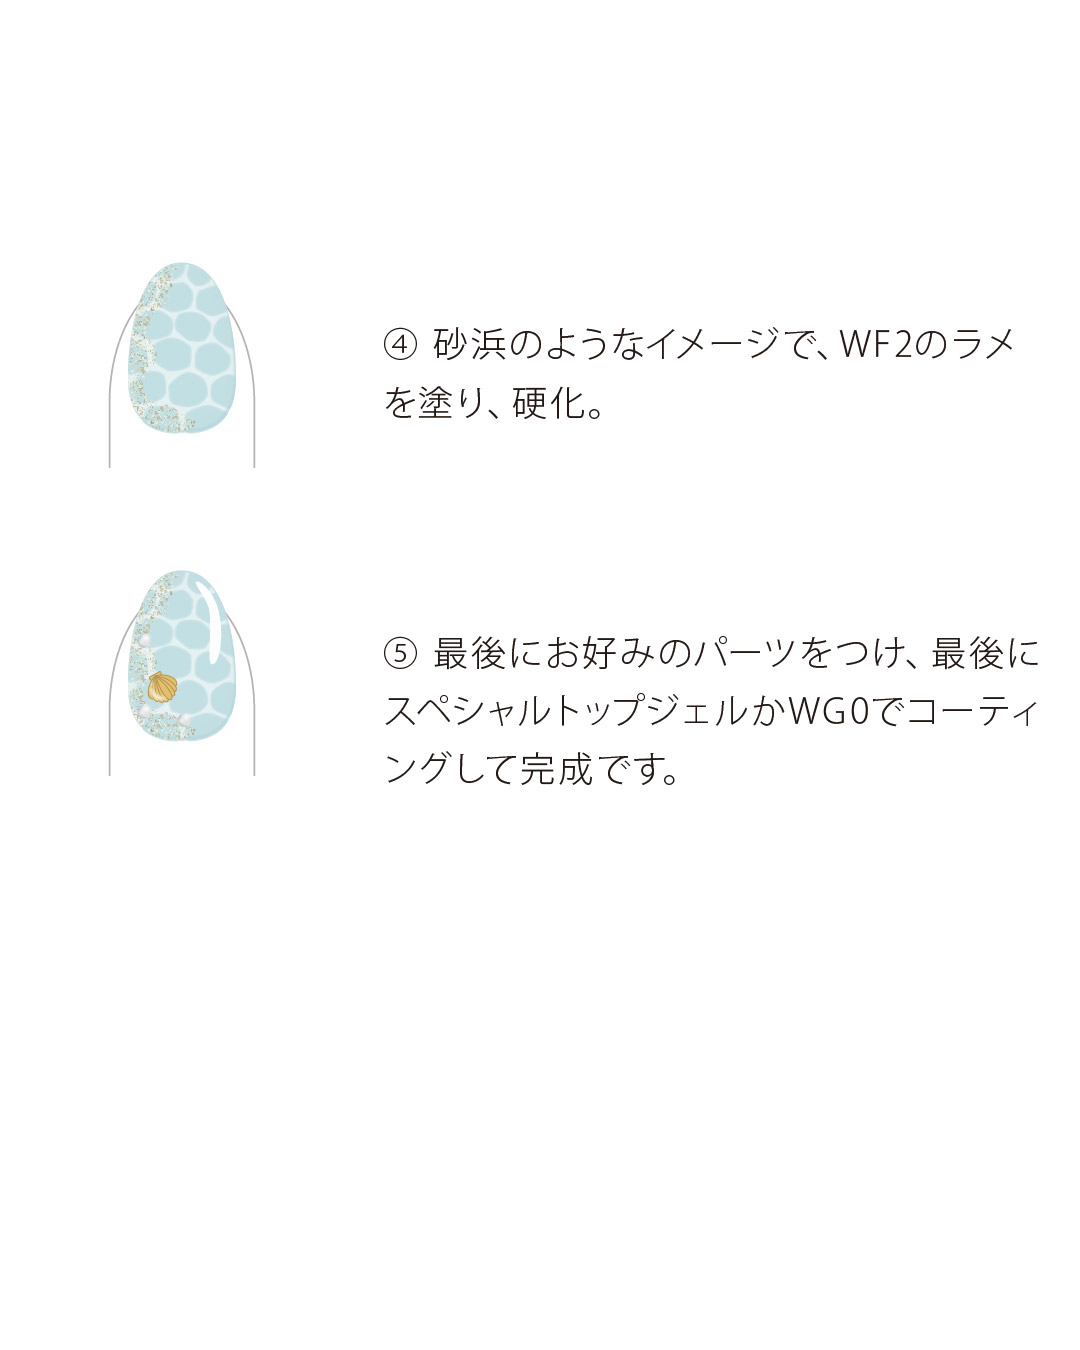 ④ 砂浜のようなイメージで、WF2のラメ
を塗り、硬化。
⑤ 最後にお好みのパーツをつけ、最後に
スペシャルトップジェルかWG0でコーティ
ングして完成です。